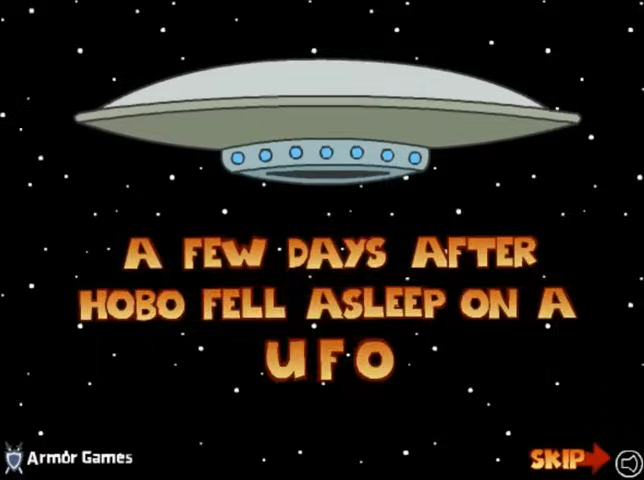 A FEW DAYS AFTER
HOBO FELL ASLEEP ON A
UFO
Armor Games
SKIP